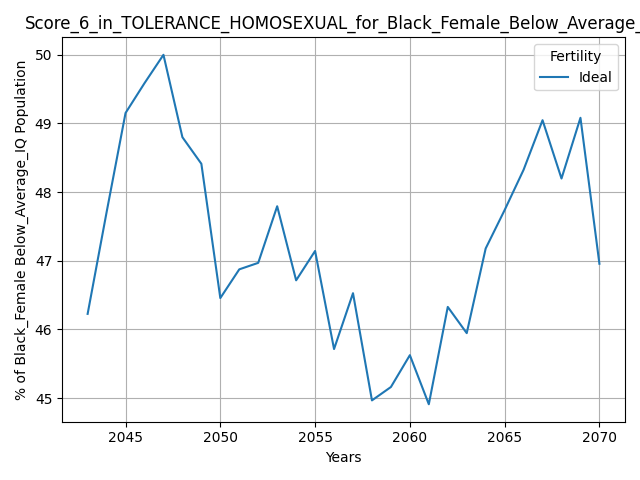 Score_6_in_TOLERANCE_HOMOSEXUAL_for_Black_Female_Below_Average_
Fertility
Ideal
% of Black_Female Below_Average_IQ Population
50
49
48
47
46
45
2045
2050
2055
2060
2065
2070
Years